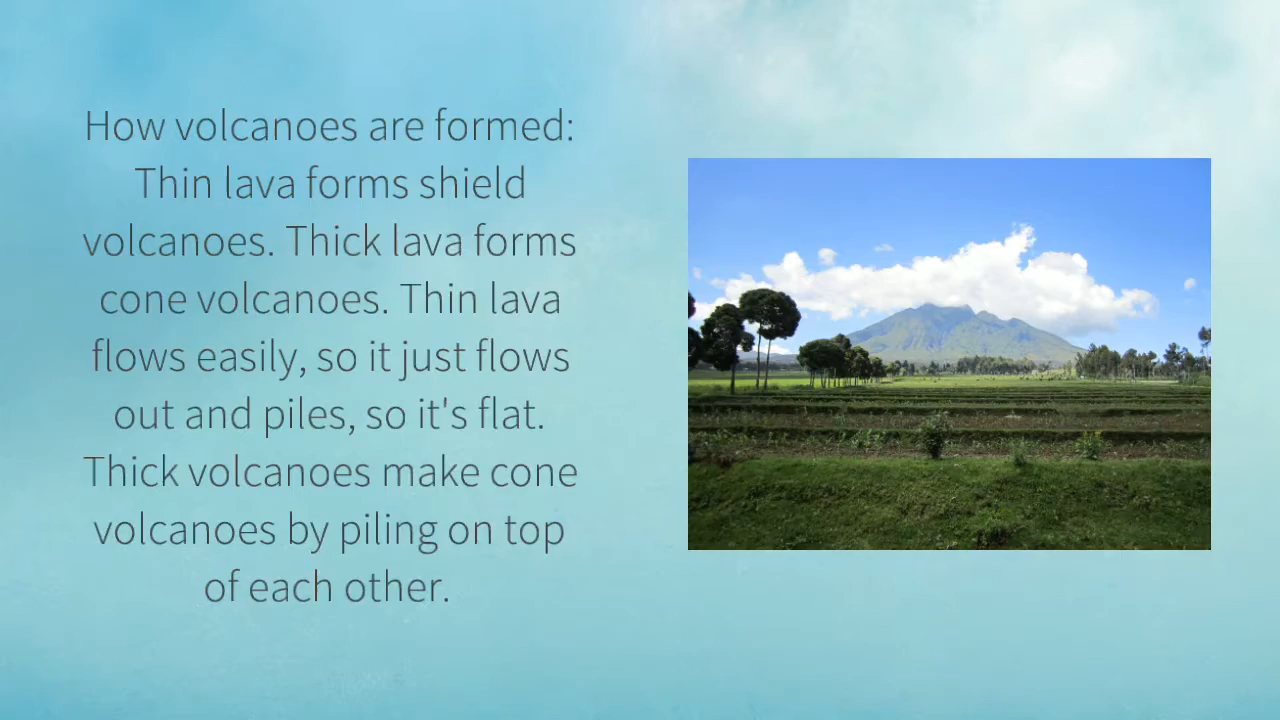 How volcanoes are formed:
Thin lava forms shield
volcanoes. Thick lava forms
cone volcanoes. Thin lava
flows easily, so it just flows
out and piles, so it's flat.
Thick volcanoes make cone
volcanoes by piling on top
of each other.